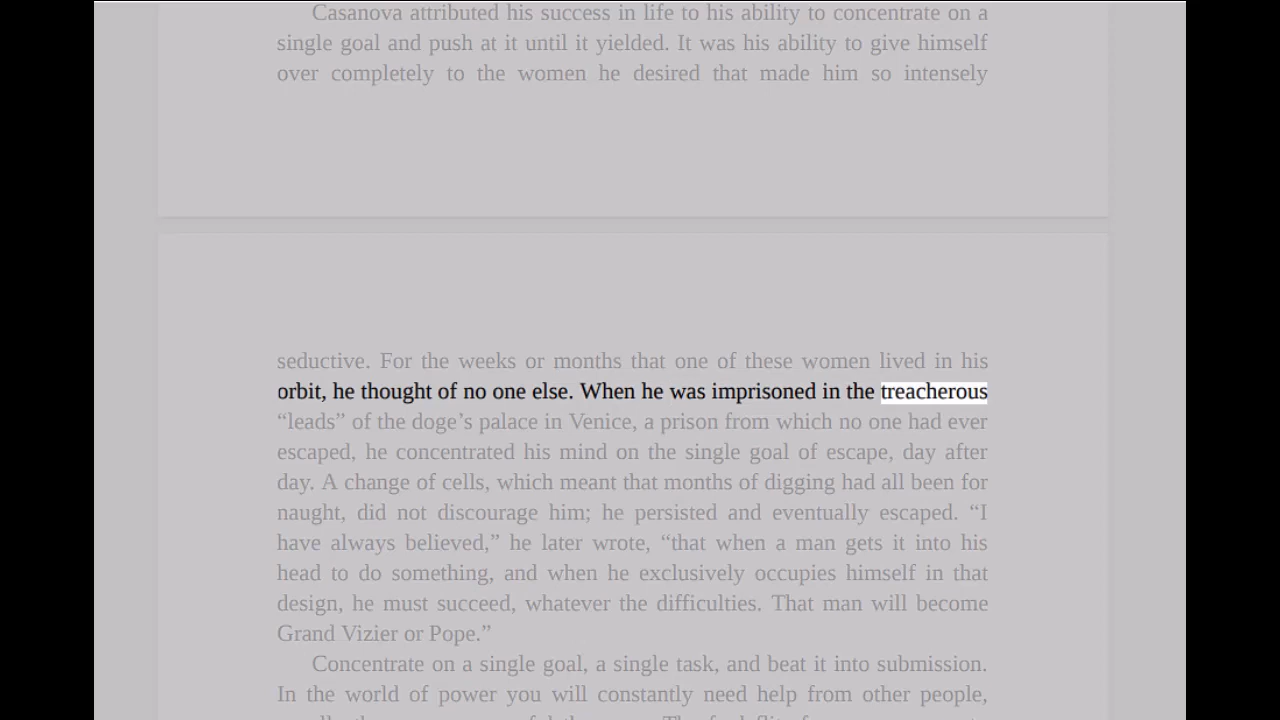 Casanova attributed his success in life to his ability to concentrate on a
single goal and push at it until it yielded. It was his ability to give himself
over completely to the women he desired that made him so intensely
seductive. For the weeks or months that one of these women lived in his
orbit, he thought of no one else. When he was imprisoned in the treacherous
“leads” of the doge’s palace in Venice, a prison from which no one had ever
escaped, he concentrated his mind on the single goal of escape, day after
day. A change of cells, which meant that months of digging had all been for
naught, did not discourage him; he persisted and eventually escaped. “I
have always believed,” he later wrote, “that when a man gets it into his
head to do something, and when he exclusively occupies himself in that
design, he must succeed, whatever the difficulties. That man will become
Grand Vizier or Pope.”
Concentrate on a single goal, a single task, and beat it into submission.
In the world of power you will constantly need help from other people,